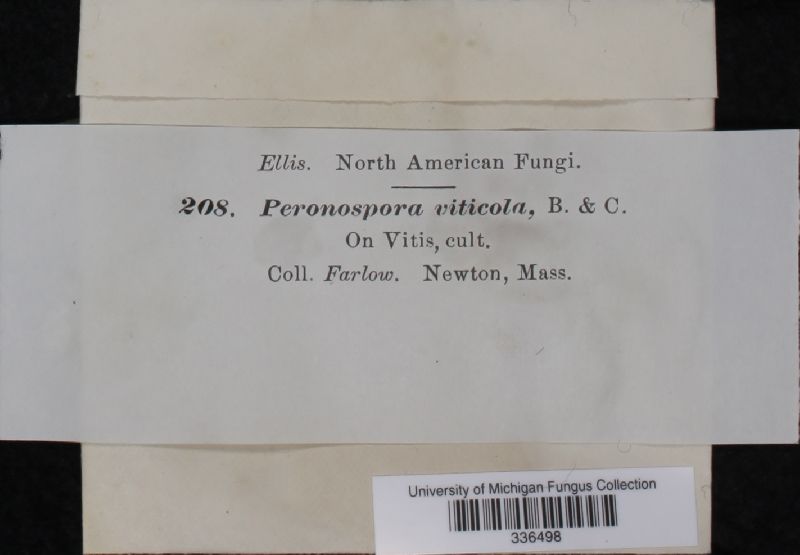 Ellis. North American Fungi.
208. Peronospora viticola, B. & C.
On Vitis, cult.
Coll. Farlow. Newton, Mass.
University of Michigan Fungus Collection
336498